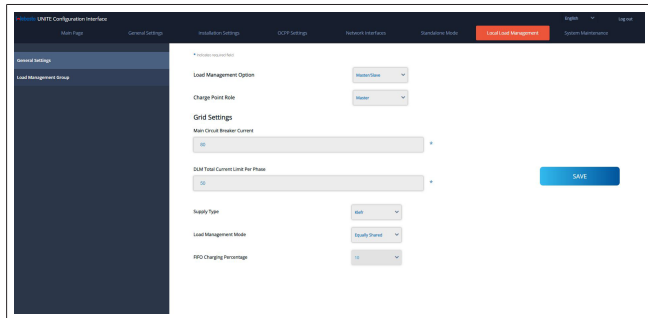 UNITE Configuration Interface
English
Log out
Main Page
General Settings
Installation Settings
OCPP Settings
Network Interfaces
Standalone Mode
Local Load Management
System Maintenance
General Settings
Load Management Group
* Indicates required field.
Load Management Option
Master/Slave
Charge Point Role
Master
Grid Settings
Main Circuit Breaker Current
*
DLM Total Current Limit Per Phase
*
SAVE
Supply Type
Load Management Mode
Equally Shared
FIFO Charging Percentage